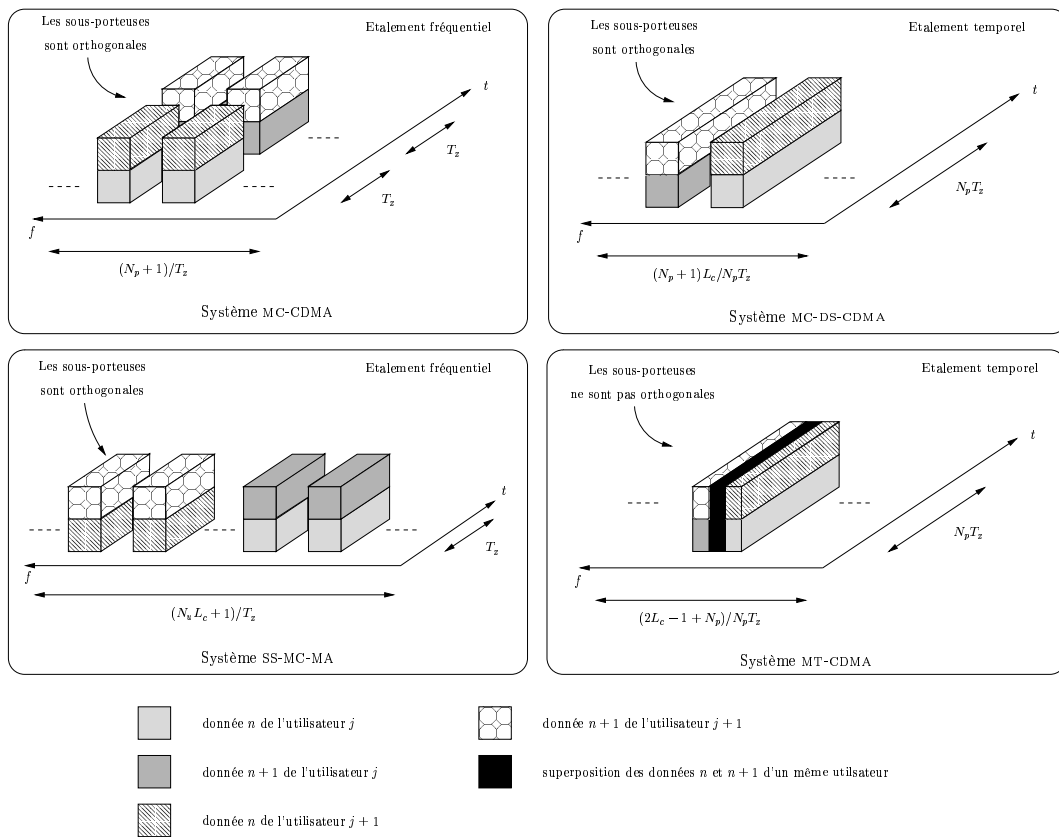 Les sous-porteuses
sont orthogonales
Etalement fréquentiel
t
T_z
T_z
f
(N_p + 1)/T_z
Système MC-CDMA
Les sous-porteuses
sont orthogonales
Etalement temporel
t
N_pT_z
f
(N_p + 1)L_c/N_pT_z
Système MC-DS-CDMA
Les sous-porteuses
sont orthogonales
Etalement fréquentiel
t
T_z
f
(N_uL_c + 1)/T_z
Système SS-MC-MA
Les sous-porteuses
ne sont pas orthogonales
Etalement temporel
t
N_pT_z
f
(2L_c − 1 + N_p)/N_pT_z
Système MT-CDMA
donnée n de l'utilisateur j
donnée n + 1 de l'utilisateur j
donnée n de l'utilisateur j + 1
donnée n + 1 de l'utilisateur j + 1
superposition des données n et n + 1 d'un même utilsateur